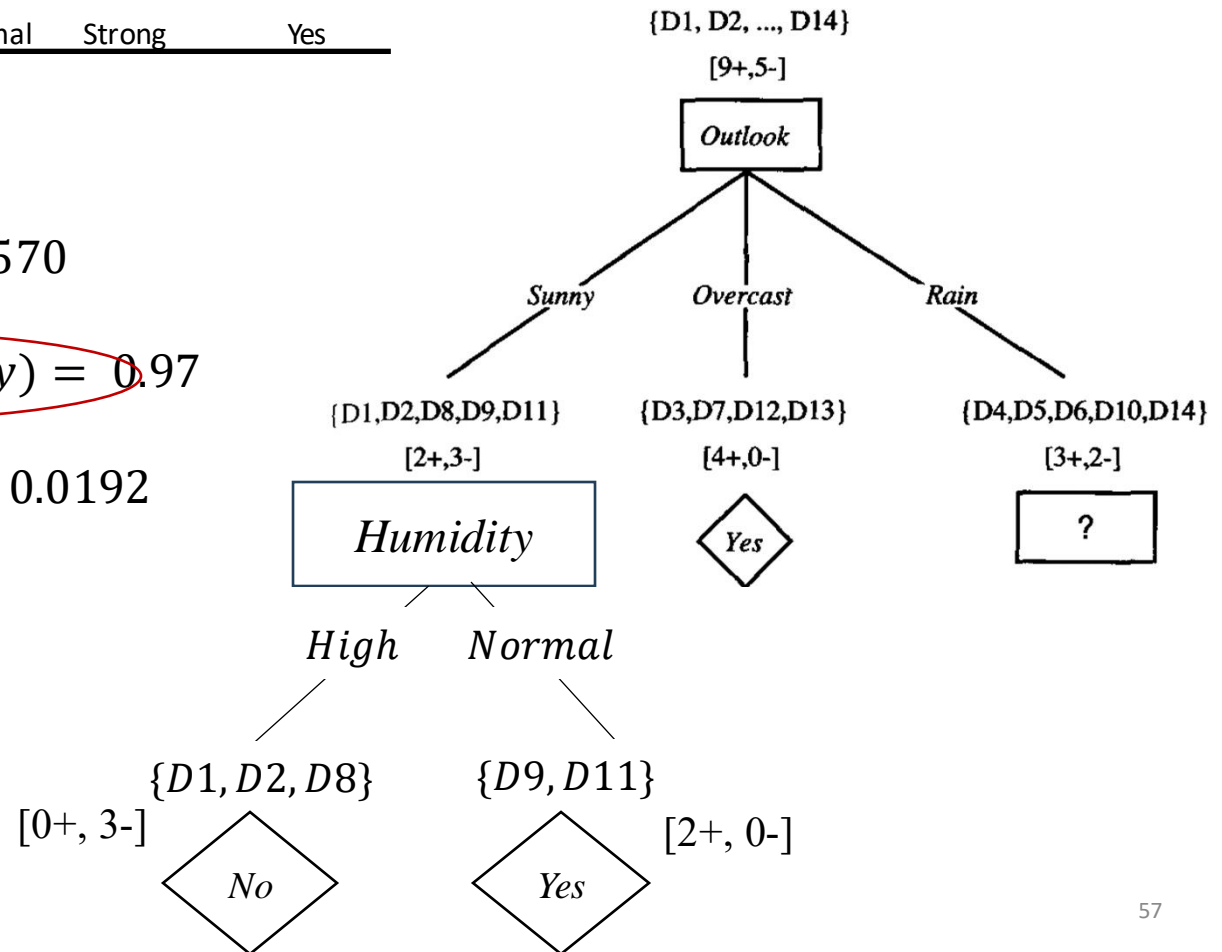 nal Strong Yes
{D1, D2, ..., D14}
[9+,5-]
Outlook
570
y) = 0.97
0.0192
Sunny Overcast Rain
{D1,D2,D8,D9,D11} {D3,D7,D12,D13} {D4,D5,D6,D10,D14}
[2+,3-] [4+,0-] [3+,2-]
Humidity Yes ?
High Normal
{D1, D2, D8} {D9, D11}
[0+, 3-] [2+, 0-]
No Yes
57